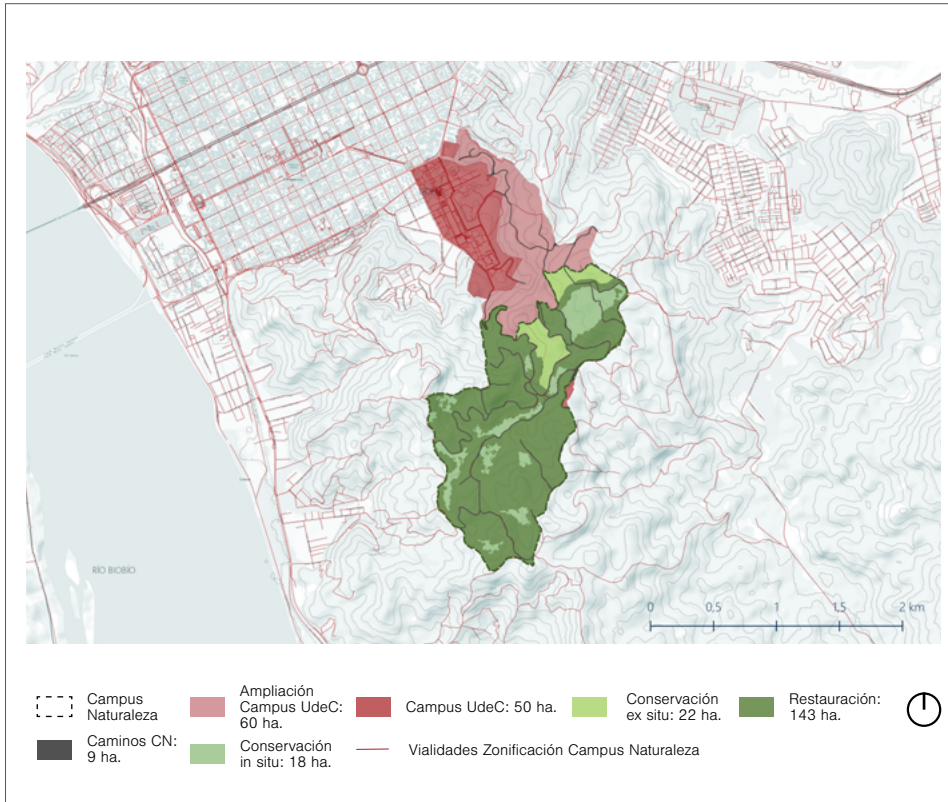 RÍO BIOBÍO
0 0,5 1 1,5 2 km
Campus
Naturaleza
Ampliación
Campus UdeC:
60 ha.
Campus UdeC: 50 ha.
Conservación
ex situ: 22 ha.
Restauración:
143 ha.
Caminos CN:
9 ha.
Conservación
in situ: 18 ha.
Vialidades Zonificación Campus Naturaleza